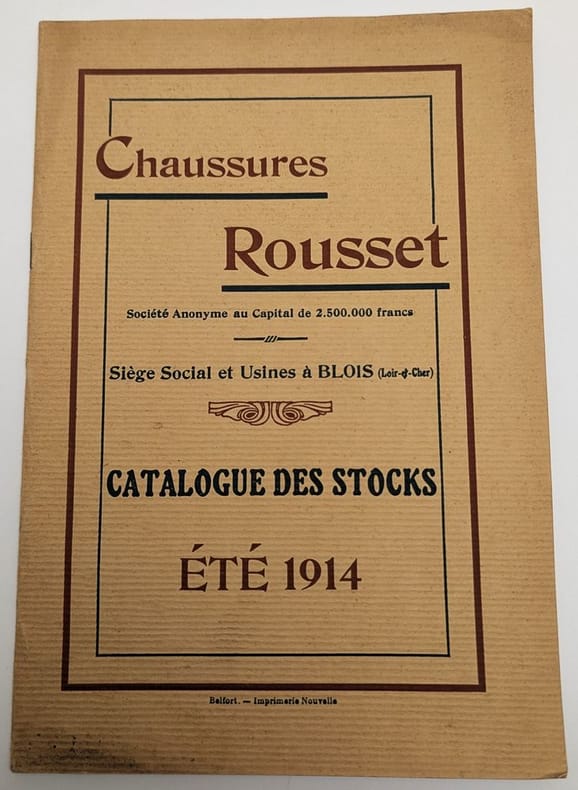 Chaussures
Rousset
Société Anonyme au Capital de 2.500.000 francs
Siège Social et Usines à BLOIS (Loir-&-Cher)
CATALOGUE DES STOCKS
ÉTÉ 1914
Belfort. — Imprimerie Nouvelle